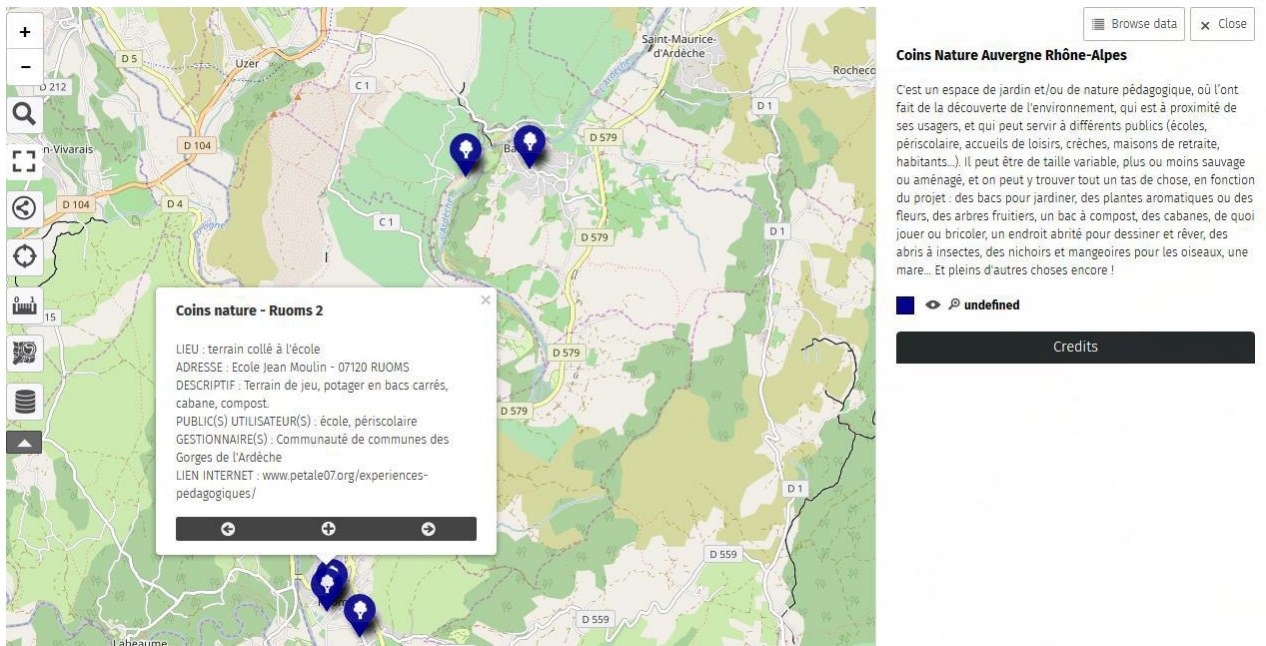 +
-
D 5
Uzer
Saint-Maurice-
d'Ardèche
Rocheco
D 212
C 1
D 1
D 579
n-Vivarais
D 104
Ba
D 104
D 4
C 1
D 579
D 1
0 1
15
D 579
D 579
D 1
D 559
D 559
Labeaume
Coins nature - Ruoms 2
×
LIEU : terrain collé à l'école
ADRESSE : Ecole Jean Moulin - 07120 RUOMS
DESCRIPTIF : Terrain de jeu, potager en bacs carrés,
cabane, compost.
PUBLIC(S) UTILISATEUR(S) : école, périscolaire
GESTIONNAIRE(S) : Communauté de communes des
Gorges de l'Ardèche
LIEN INTERNET : www.petale07.org/experiences-
pedagogiques/
Browse data
× Close
Coins Nature Auvergne Rhône-Alpes
C'est un espace de jardin et/ou de nature pédagogique, où l'ont
fait de la découverte de l'environnement, qui est à proximité de
ses usagers, et qui peut servir à différents publics (écoles,
périscolaire, accueils de loisirs, crèches, maisons de retraite,
habitants...). Il peut être de taille variable, plus ou moins sauvage
ou aménagé, et on peut y trouver tout un tas de chose, en fonction
du projet : des bacs pour jardiner, des plantes aromatiques ou des
fleurs, des arbres fruitiers, un bac à compost, des cabanes, de quoi
jouer ou bricoler, un endroit abrité pour dessiner et rêver, des
abris à insectes, des nichoirs et mangeoires pour les oiseaux, une
mare... Et pleins d'autres choses encore !
undefined
Credits